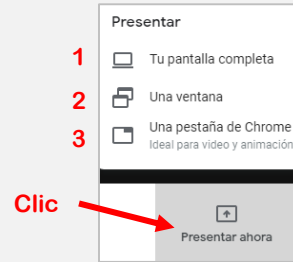 Presentar
1 Tu pantalla completa
2 Una ventana
3 Una pestaña de Chrome
Ideal para video y animación
Clic
Presentar ahora